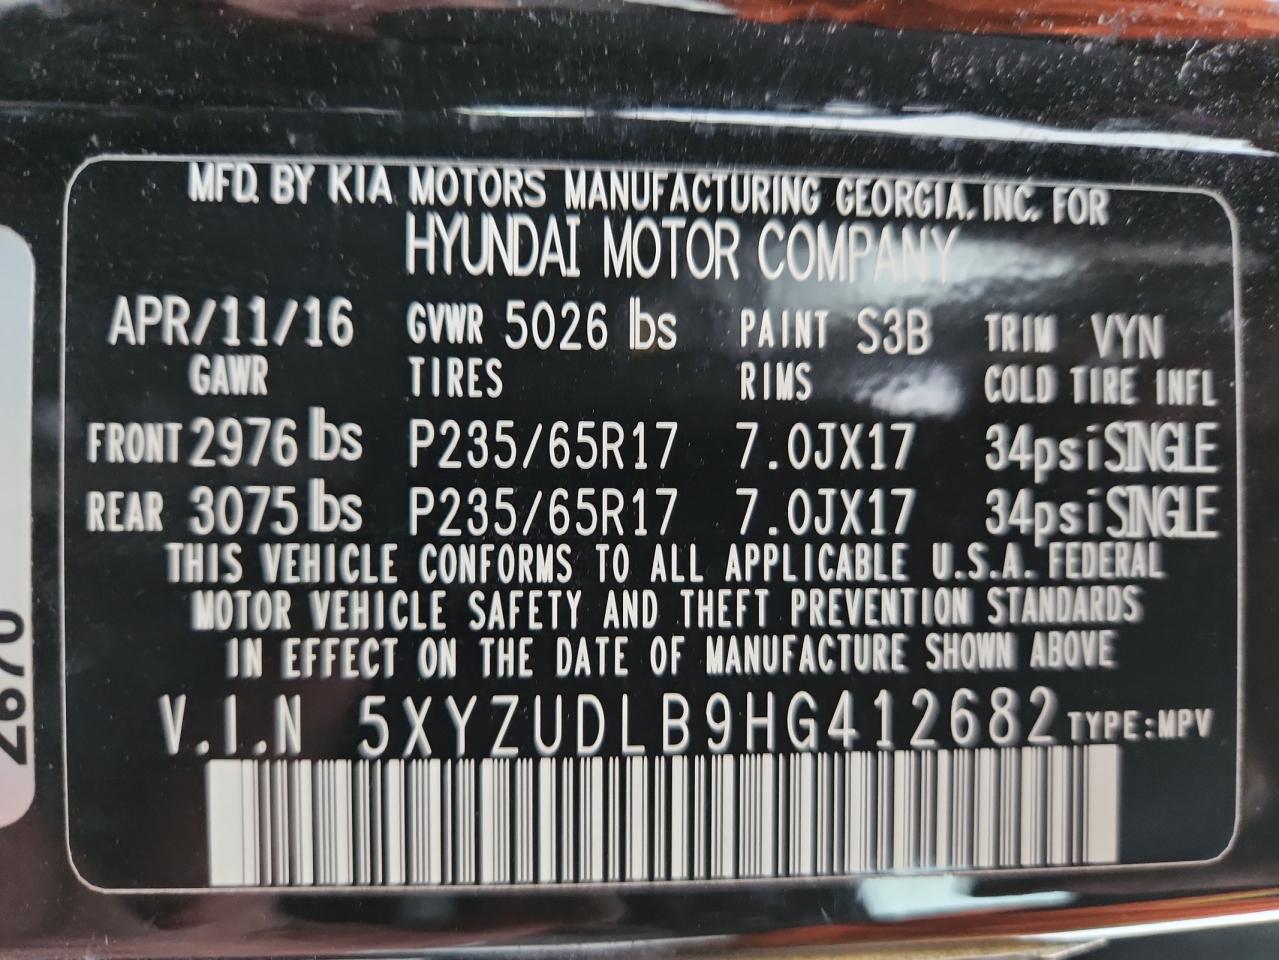 MFD. BY KIA MOTORS MANUFACTURING GEORGIA, INC. FOR
HYUNDAI MOTOR COMPANY
APR/11/16 GVWR 5026 lbs PAINT S3B TRIM VYN
GAWR TIRES RIMS COLD TIRE INFL
FRONT 2976 lbs P235/65R17 7.0JX17 34psi SINGLE
REAR 3075 lbs P235/65R17 7.0JX17 34psi SINGLE
THIS VEHICLE CONFORMS TO ALL APPLICABLE U.S.A. FEDERAL
MOTOR VEHICLE SAFETY AND THEFT PREVENTION STANDARDS
IN EFFECT ON THE DATE OF MANUFACTURE SHOWN ABOVE
V.I.N 5XYZUDLB9HG412682 TYPE:MPV